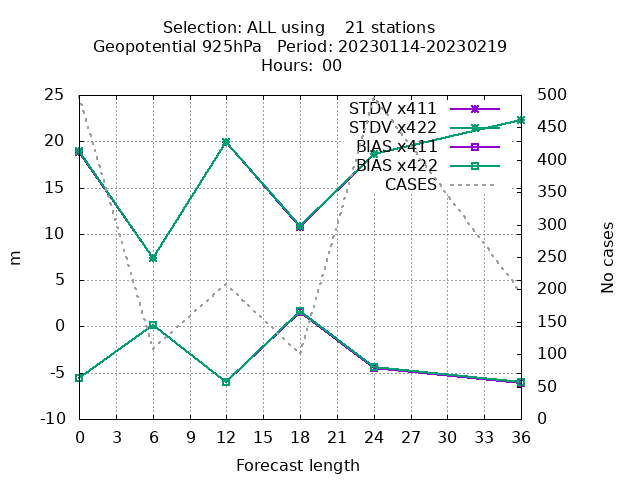 Selection: ALL using    21 stations
Geopotential 925hPa   Period: 20230114-20230219
Hours: 00
25
20
15
10
5
0
-5
-10
m
STDV x411
STDV x422
BIAS x411
BIAS x422
CASES
500
450
400
350
300
250
200
150
100
50
0
No cases
0 3 6 9 12 15 18 21 24 27 30 33 36
Forecast length